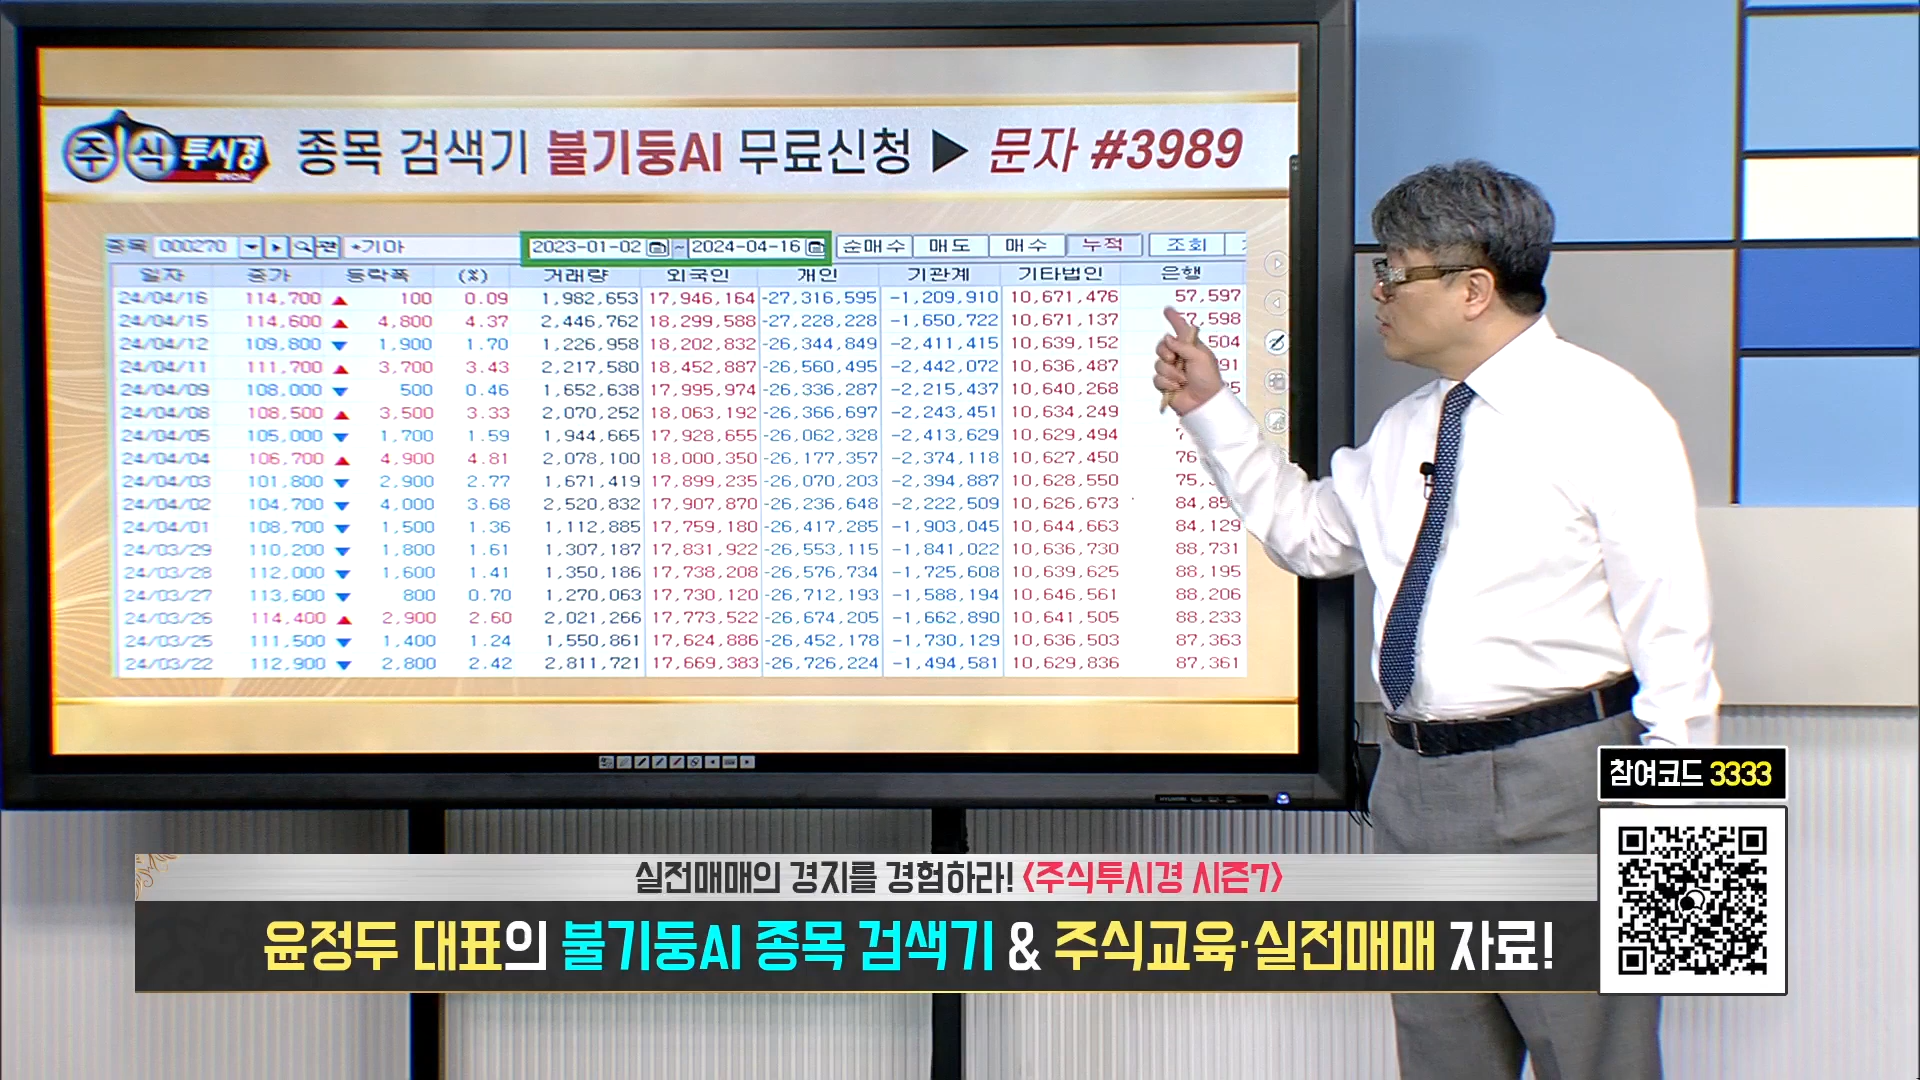 주식투시경 SPECIAL 종목 검색기 불기둥AI 무료신청 ▶ 문자 #3989
종목 000270 *기아 2023-01-02 ~ 2024-04-16 순매수 매도 매수 누적 조회
일자 종가 등락폭 (%) 거래량 외국인 개인 기관계 기타법인 은행
24/04/16 114,700 ▲ 100 0.09 1,982,653 17,946,164 -27,316,595 -1,209,910 10,671,476 57,597
24/04/15 114,600 ▲ 4,800 4.37 2,446,762 18,299,588 -27,228,228 -1,650,722 10,671,137 57,598
24/04/12 109,800 ▼ 1,900 1.70 1,226,958 18,202,832 -26,344,849 -2,411,415 10,639,152 504
24/04/11 111,700 ▲ 3,700 3.43 2,217,580 18,452,887 -26,560,495 -2,442,072 10,636,487
24/04/09 108,000 ▼ 500 0.46 1,652,638 17,995,974 -26,336,287 -2,215,437 10,640,268
24/04/08 108,500 ▲ 3,500 3.33 2,070,252 18,063,192 -26,366,697 -2,243,451 10,634,249
24/04/05 105,000 ▼ 1,700 1.59 1,944,665 17,928,655 -26,062,328 -2,413,629 10,629,494
24/04/04 106,700 ▲ 4,900 4.81 2,078,100 18,000,350 -26,177,357 -2,374,118 10,627,450 76
24/04/03 101,800 ▼ 2,900 2.77 1,671,419 17,899,235 -26,070,203 -2,394,887 10,628,550 75,
24/04/02 104,700 ▼ 4,000 3.68 2,520,832 17,907,870 -26,236,648 -2,222,509 10,626,673 84,85
24/04/01 108,700 ▼ 1,500 1.36 1,112,885 17,759,180 -26,417,285 -1,903,045 10,644,663 84,129
24/03/29 110,200 ▼ 1,800 1.61 1,307,187 17,831,922 -26,553,115 -1,841,022 10,636,730 88,731
24/03/28 112,000 ▼ 1,600 1.41 1,350,186 17,738,208 -26,576,734 -1,725,608 10,639,625 88,195
24/03/27 113,600 ▼ 800 0.70 1,270,063 17,730,120 -26,712,193 -1,588,194 10,646,561 88,206
24/03/26 114,400 ▲ 2,900 2.60 2,021,266 17,773,522 -26,674,205 -1,662,890 10,641,505 88,233
24/03/25 111,500 ▼ 1,400 1.24 1,550,861 17,624,886 -26,452,178 -1,730,129 10,636,503 87,363
24/03/22 112,900 ▼ 2,800 2.42 2,811,721 17,669,383 -26,726,224 -1,494,581 10,629,836 87,361
HYUNDAI
참여코드 3333
실전매매의 경지를 경험하라! <주식투시경 시즌7>
윤정두 대표의 불기둥AI 종목 검색기 & 주식교육·실전매매 자료!